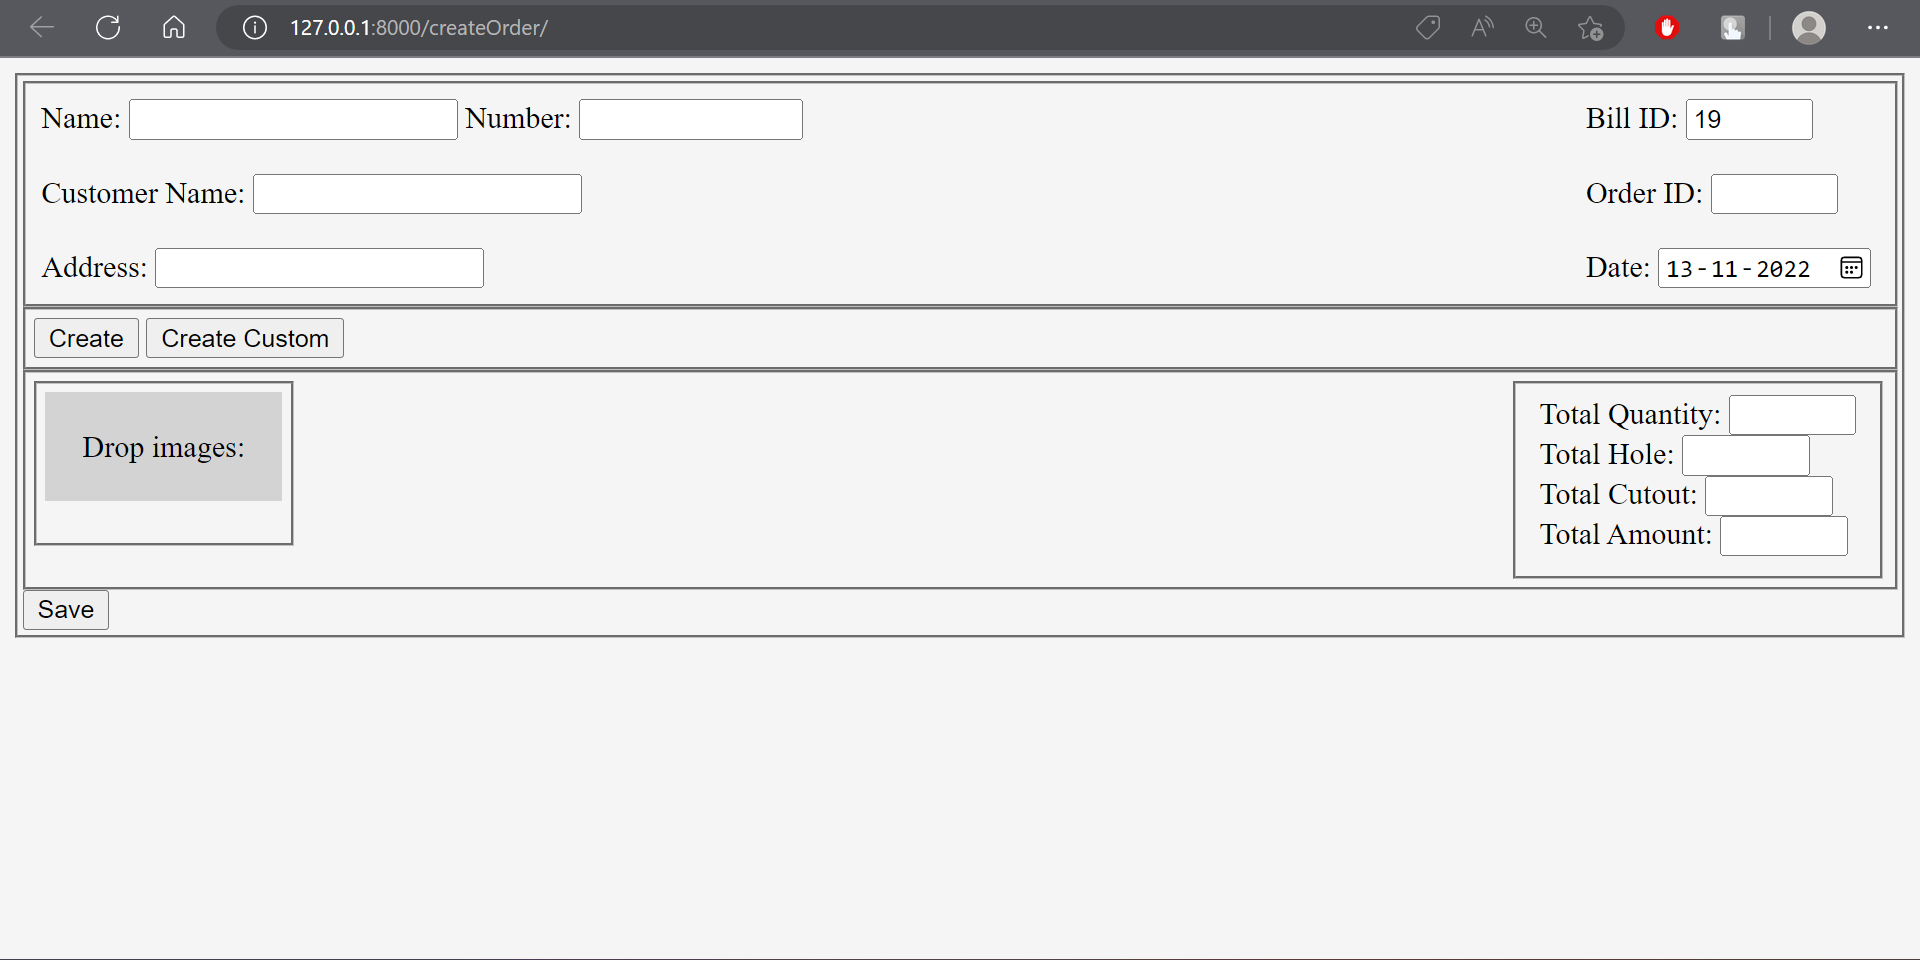 127.0.0.1:8000/createOrder/
Name: Number: Bill ID: 19
Customer Name: Order ID:
Address: Date: 13-11-2022
Create Create Custom
Drop images:
Total Quantity:
Total Hole:
Total Cutout:
Total Amount:
Save